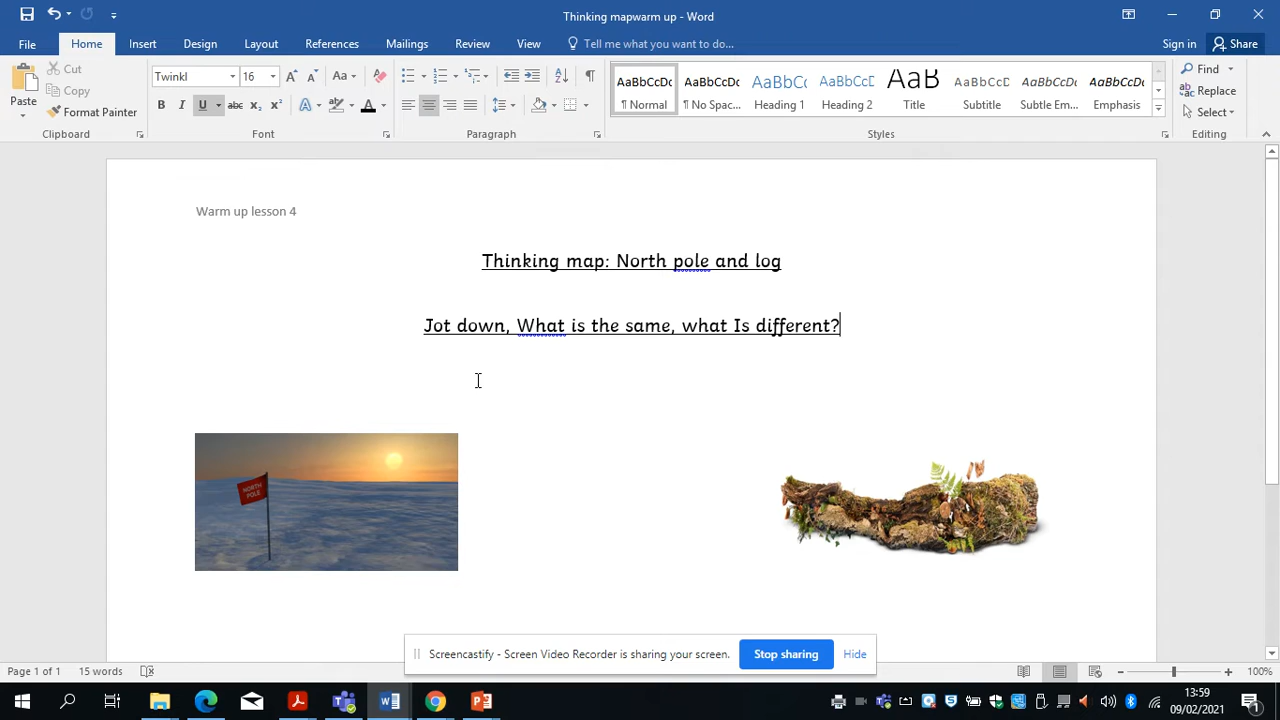 Thinking mapwarm up - Word
File Home Insert Design Layout References Mailings Review View Tell me what you want to do... Sign in Share
Paste Cut Copy Format Painter
Twinkl 16
AaBbCcDc AaBbCcDc AaBbCc AaBbCcD AaB AaBbCcD AaBbCcDc AaBbCcDc
¶ Normal ¶ No Spac... Heading 1 Heading 2 Title Subtitle Subtle Em... Emphasis
Find Replace Select
Clipboard Font Paragraph Styles Editing
Warm up lesson 4
Thinking map: North pole and log
Jot down, What is the same, what Is different?
NORTH
POLE
Screencastify - Screen Video Recorder is sharing your screen. Stop sharing Hide
Page 1 of 1 15 words 100%
13:59
09/02/2021